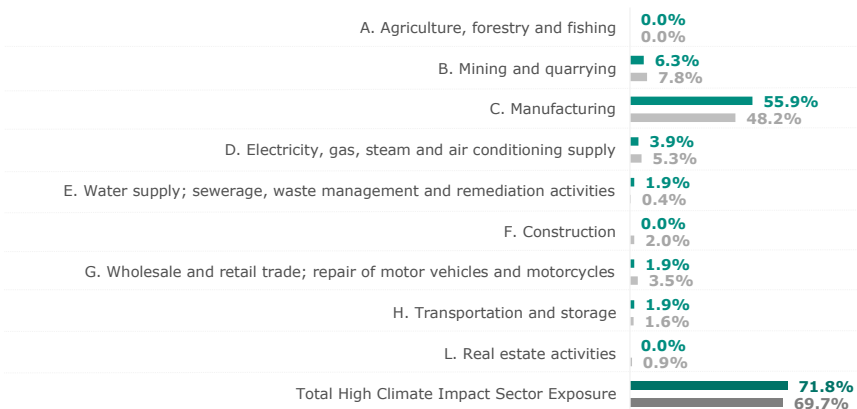 A. Agriculture, forestry and fishing
0.0%
0.0%
B. Mining and quarrying
6.3%
7.8%
C. Manufacturing
55.9%
48.2%
D. Electricity, gas, steam and air conditioning supply
3.9%
5.3%
E. Water supply; sewerage, waste management and remediation activities
1.9%
0.4%
F. Construction
0.0%
2.0%
G. Wholesale and retail trade; repair of motor vehicles and motorcycles
1.9%
3.5%
H. Transportation and storage
1.9%
1.6%
L. Real estate activities
0.0%
0.9%
Total High Climate Impact Sector Exposure
71.8%
69.7%